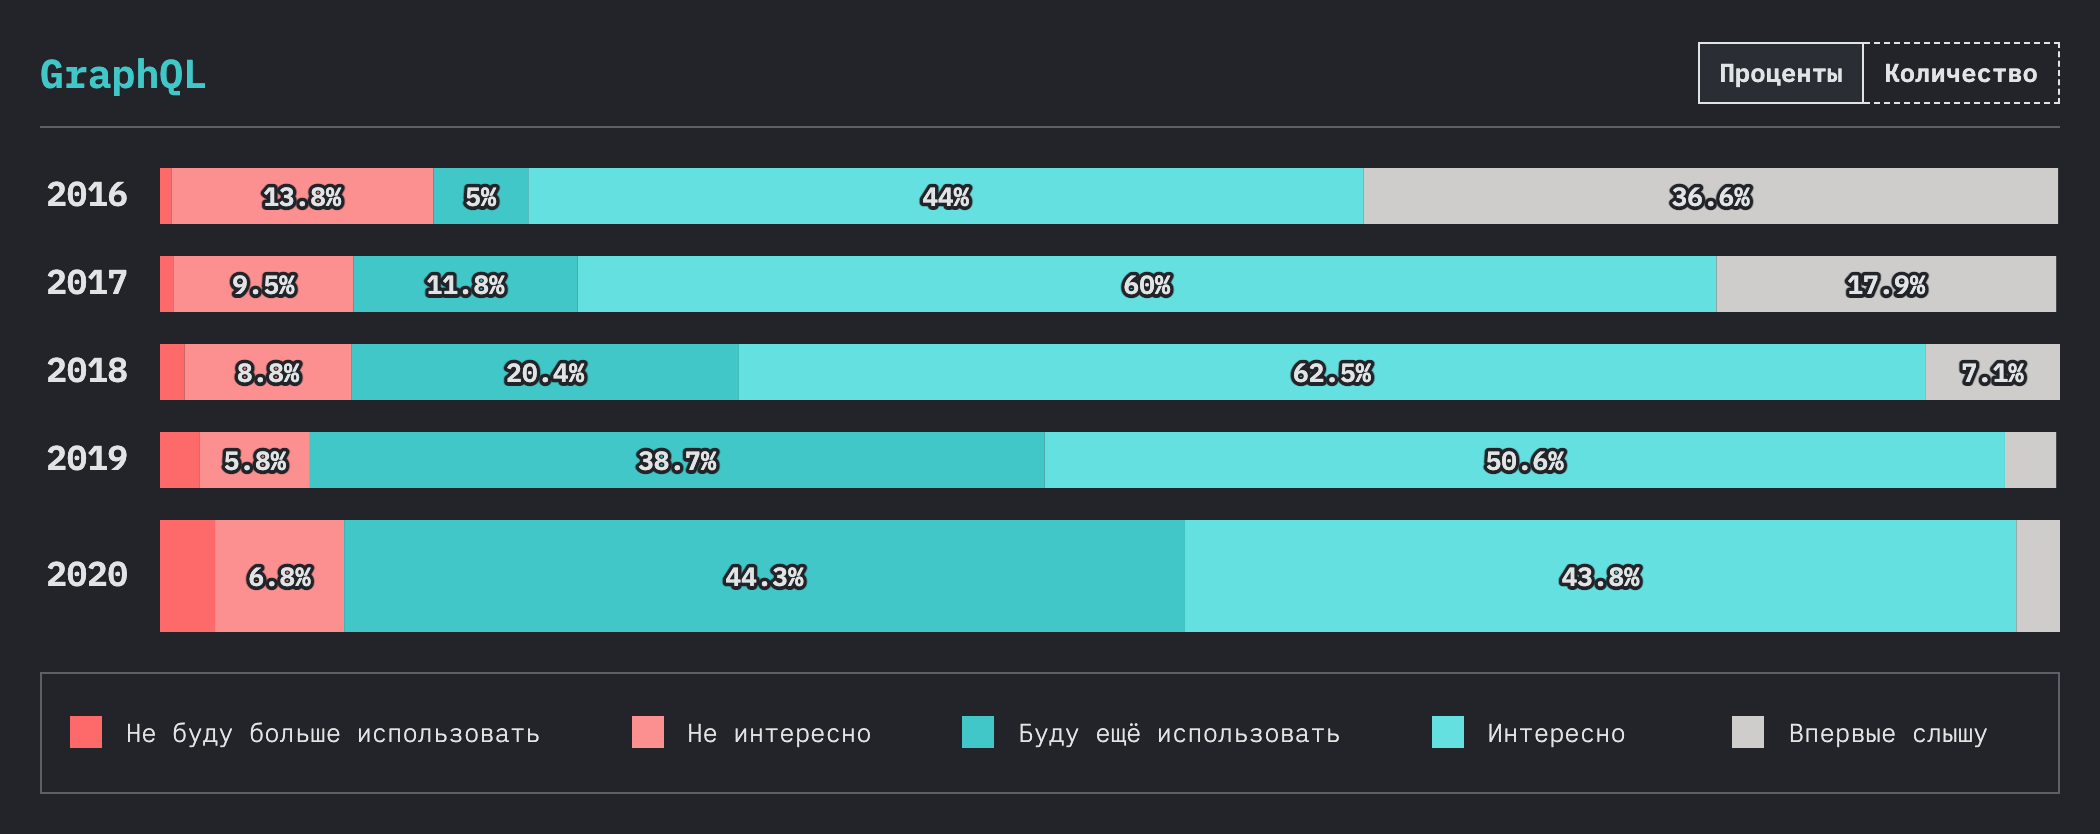 GraphQL
Проценты Количество
2016 13.8% 5% 44% 36.6%
2017 9.5% 11.8% 60% 17.9%
2018 8.8% 20.4% 62.5% 7.1%
2019 5.8% 38.7% 50.6%
2020 6.8% 44.3% 43.8%
Не буду больше использовать Не интересно Буду ещё использовать Интересно Впервые слышу